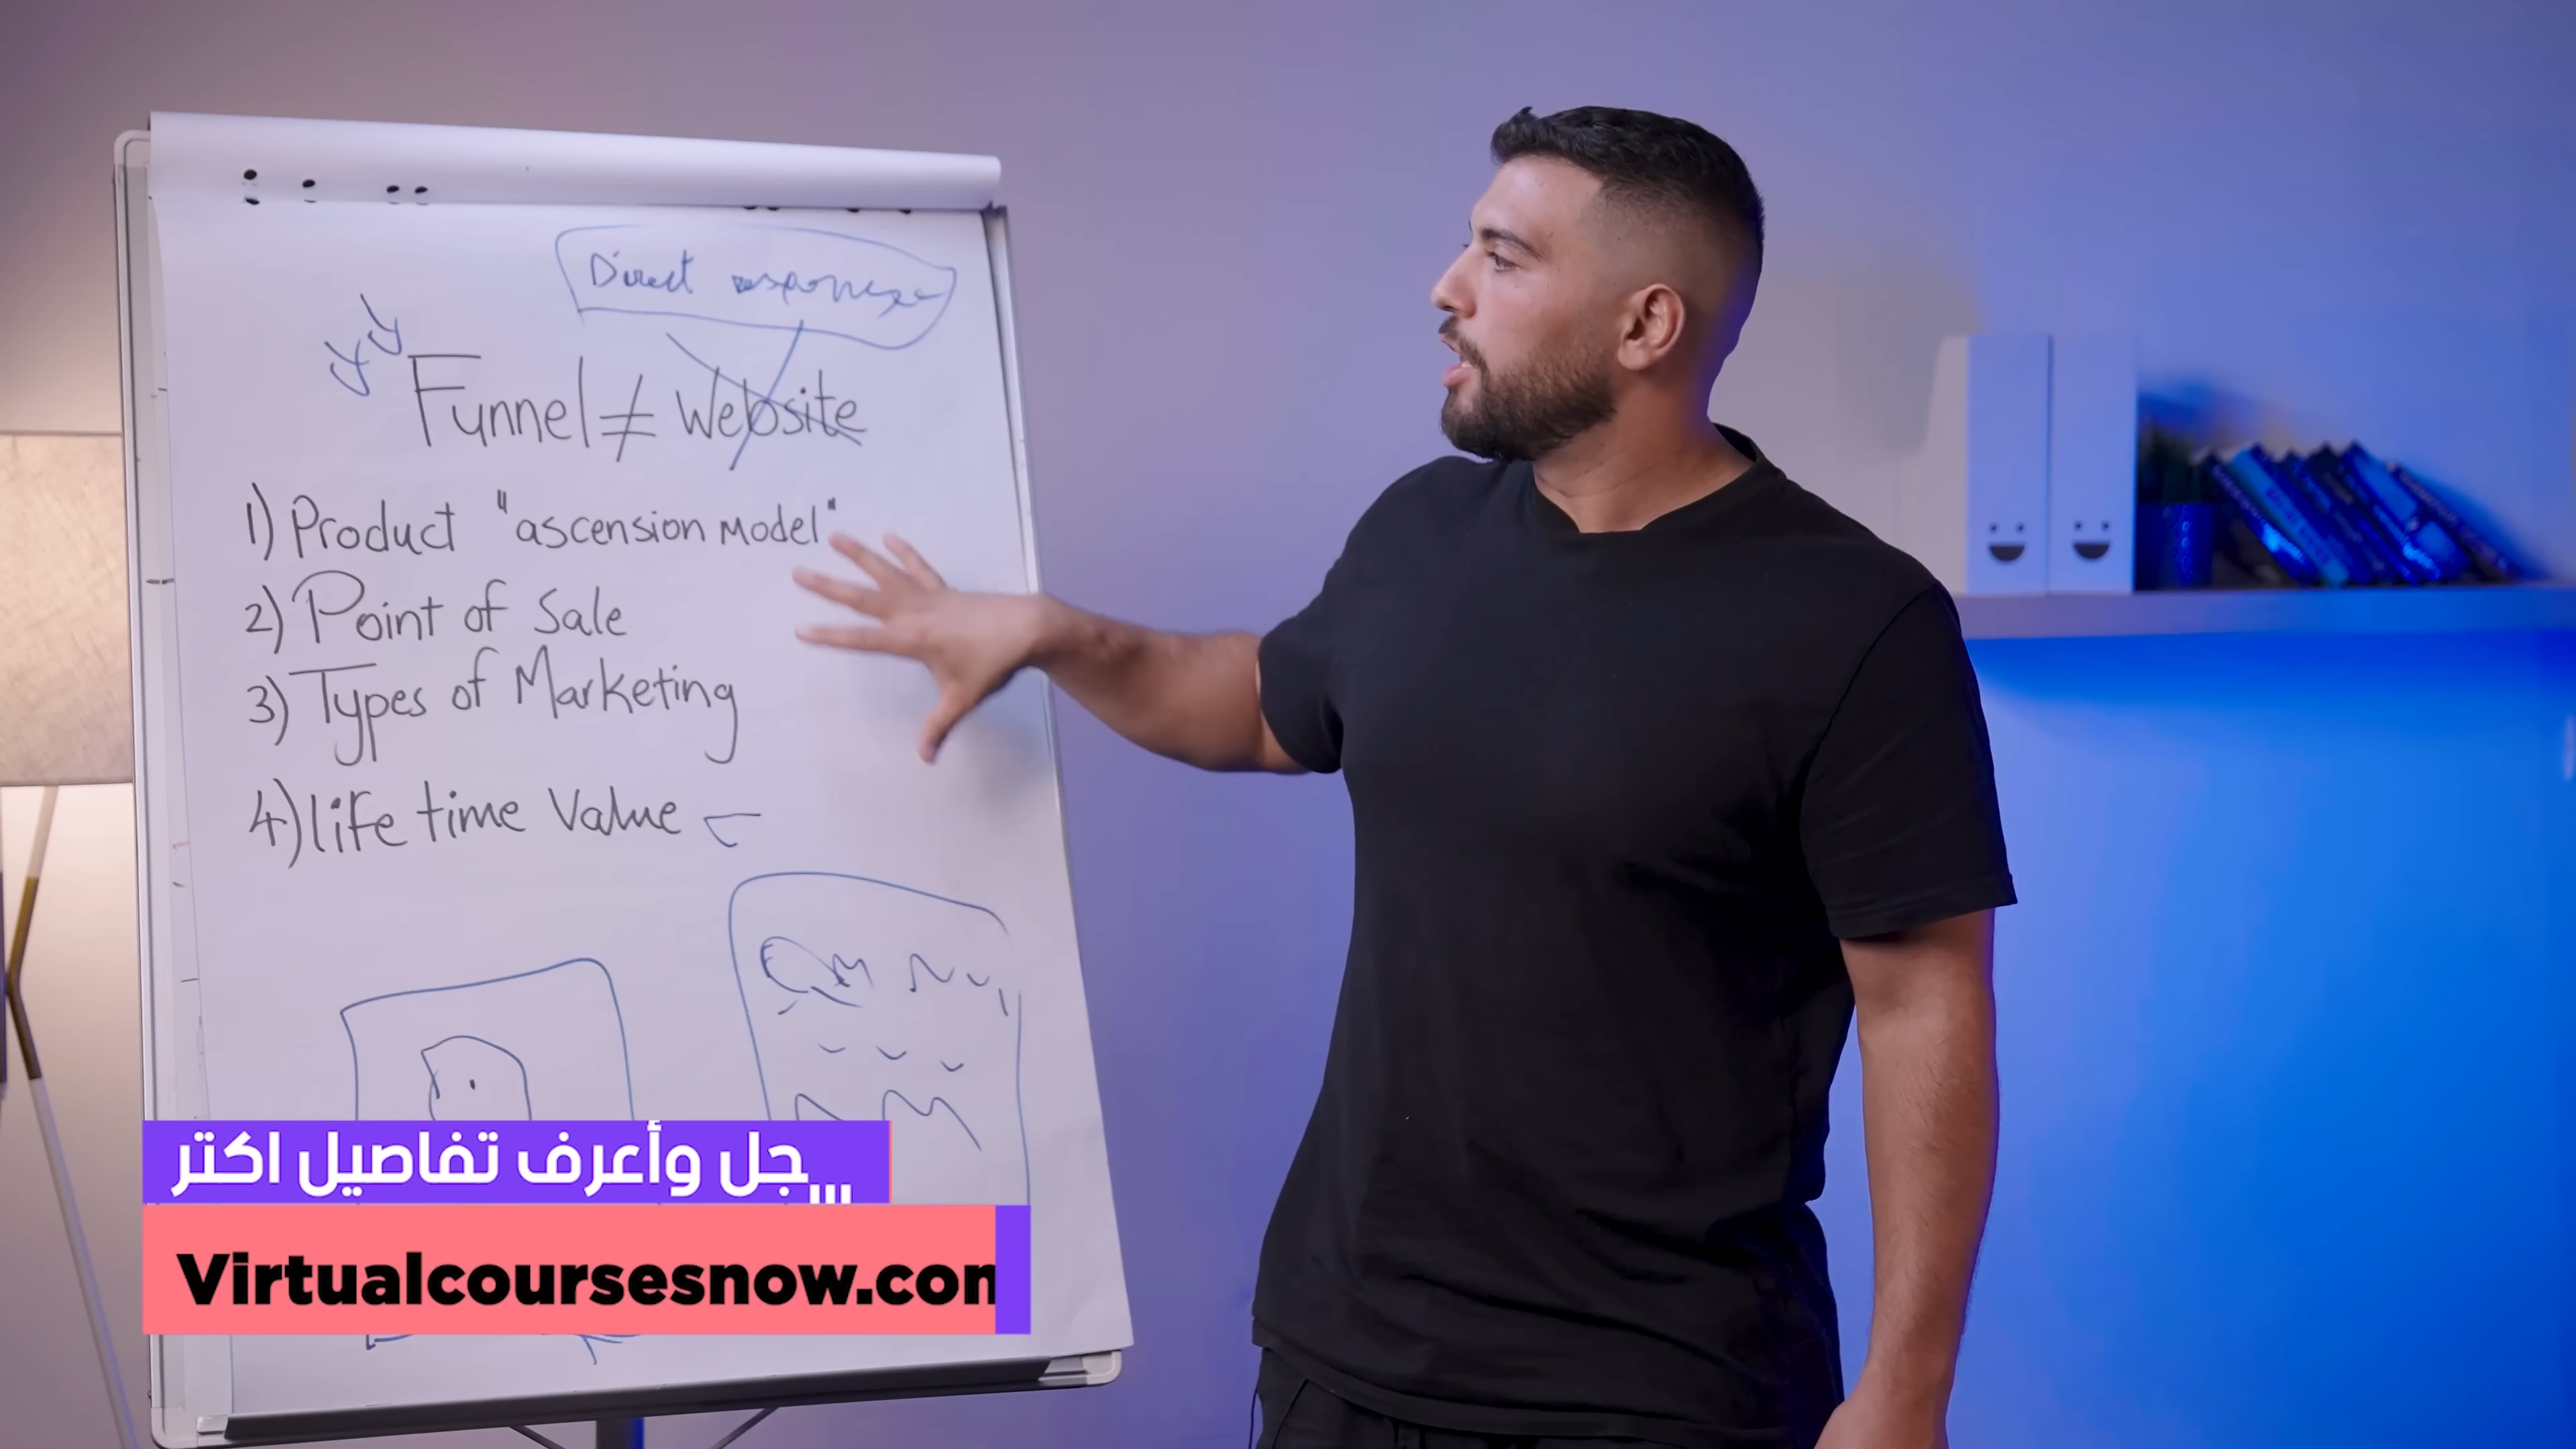 Direct response
Funnel ≠ Website
1) Product "ascension model"
2) Point of Sale
3) Types of Marketing
4) life time Value
سجل وأعرف تفاصيل اكتر
Virtualcoursesnow.com